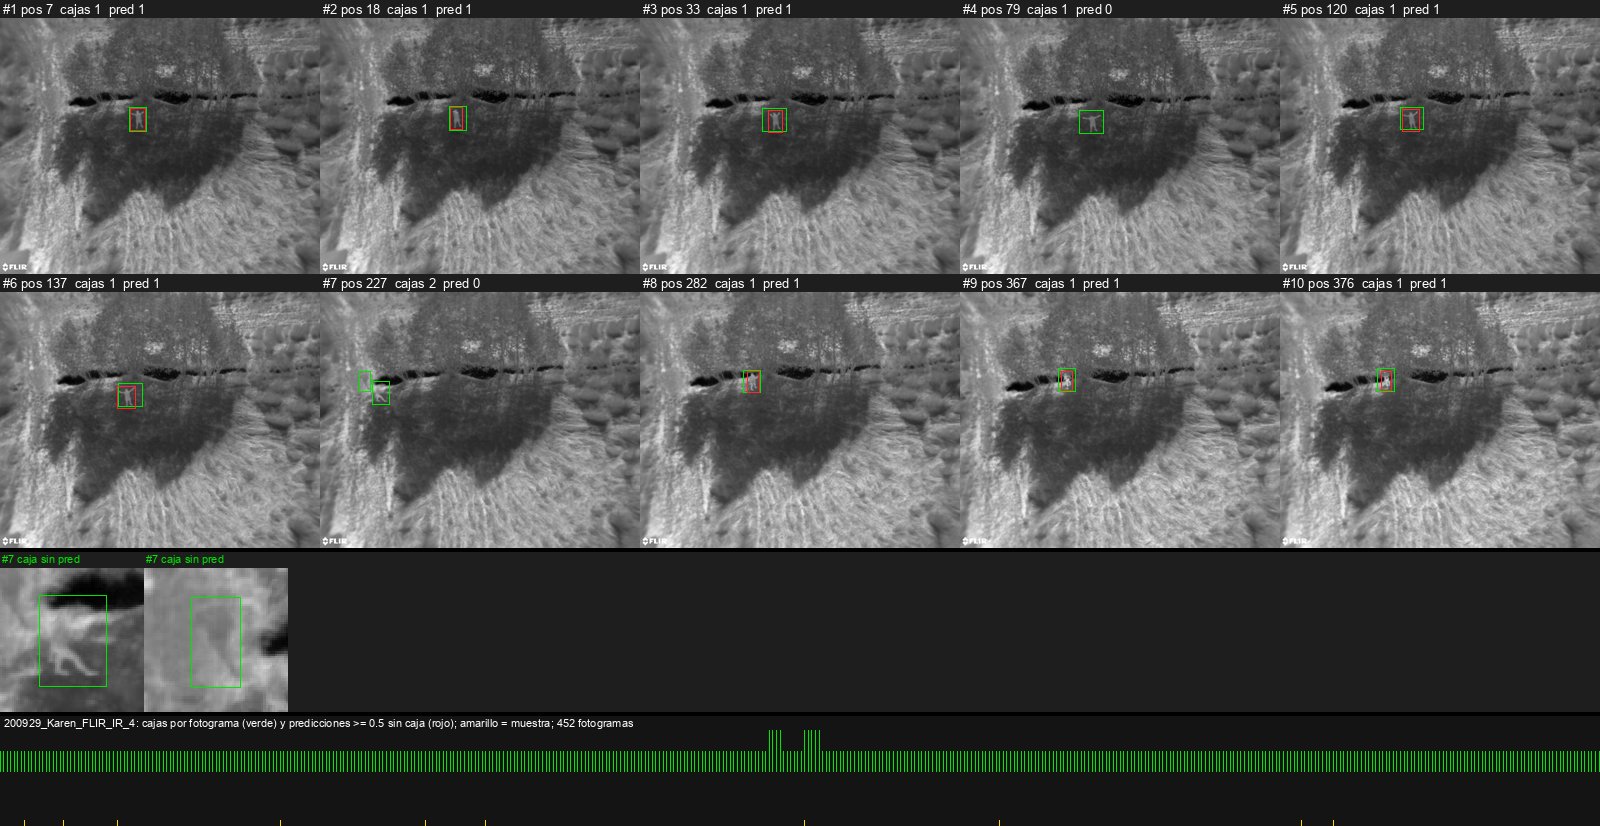 #1 pos 7  cajas 1  pred 1
#2 pos 18  cajas 1  pred 1
#3 pos 33  cajas 1  pred 1
#4 pos 79  cajas 1  pred 0
#5 pos 120  cajas 1  pred 1
FLIR
FLIR
FLIR
FLIR
FLIR
#6 pos 137  cajas 1  pred 1
#7 pos 227  cajas 2  pred 0
#8 pos 282  cajas 1  pred 1
#9 pos 367  cajas 1  pred 1
#10 pos 376  cajas 1  pred 1
FLIR
FLIR
FLIR
FLIR
FLIR
#7 caja sin pred
#7 caja sin pred
200929_Karen_FLIR_IR_4: cajas por fotograma (verde) y predicciones >= 0.5 sin caja (rojo); amarillo = muestra; 452 fotogramas